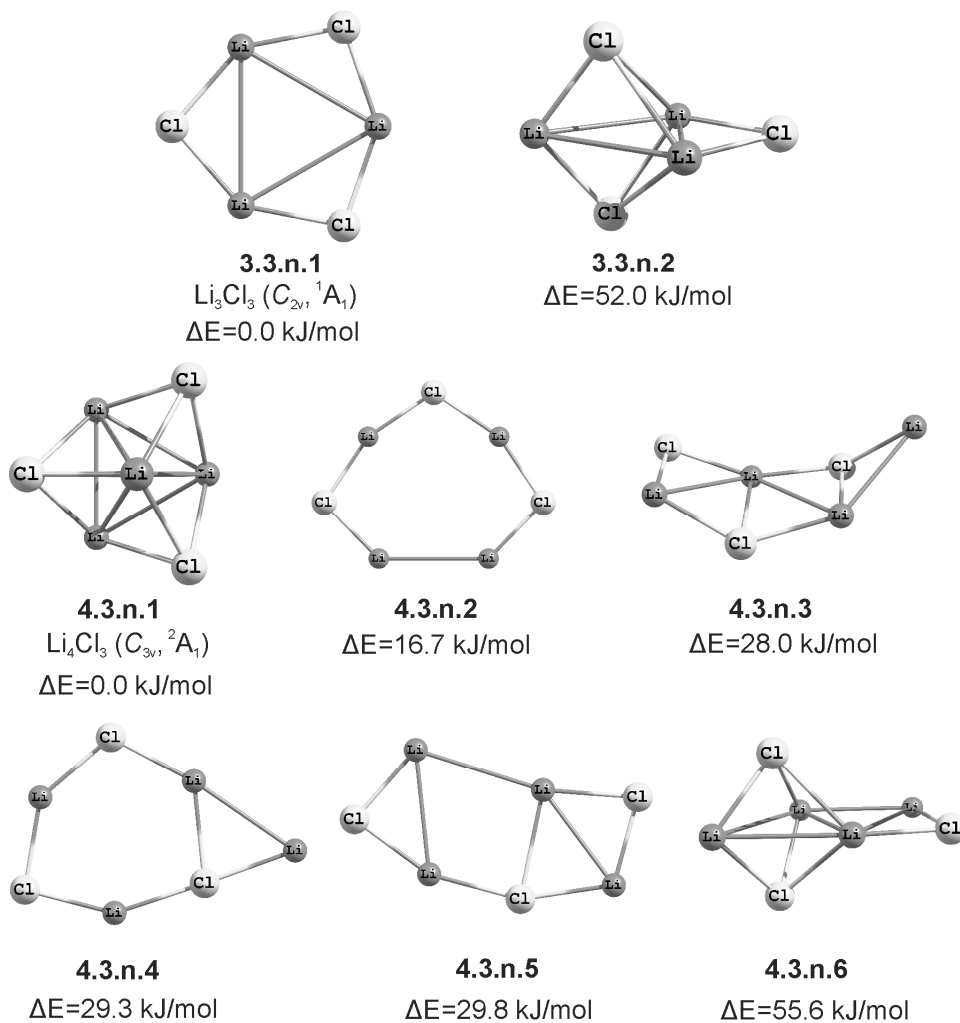 Cl
Li
Cl
Li
Li
Cl
3.3.n.1
Li₃Cl₃ (C₂ᵥ, ¹A₁)
ΔE=0.0 kJ/mol
Cl
Li
Li
Cl
Li
Cl
3.3.n.2
ΔE=52.0 kJ/mol
Cl
Li
Cl
Li
Li
Li
Cl
4.3.n.1
Li₄Cl₃ (C₃ᵥ, ²A₁)
ΔE=0.0 kJ/mol
Cl
Li
Li
Cl
Cl
Li
Li
4.3.n.2
ΔE=16.7 kJ/mol
Li
Cl
Cl
Li
Li
Li
Cl
4.3.n.3
ΔE=28.0 kJ/mol
Cl
Li
Li
Li
Cl
Cl
Li
4.3.n.4
ΔE=29.3 kJ/mol
Li
Li
Cl
Cl
Li
Li
Cl
4.3.n.5
ΔE=29.8 kJ/mol
Cl
Li
Li
Li
Li
Cl
Cl
4.3.n.6
ΔE=55.6 kJ/mol